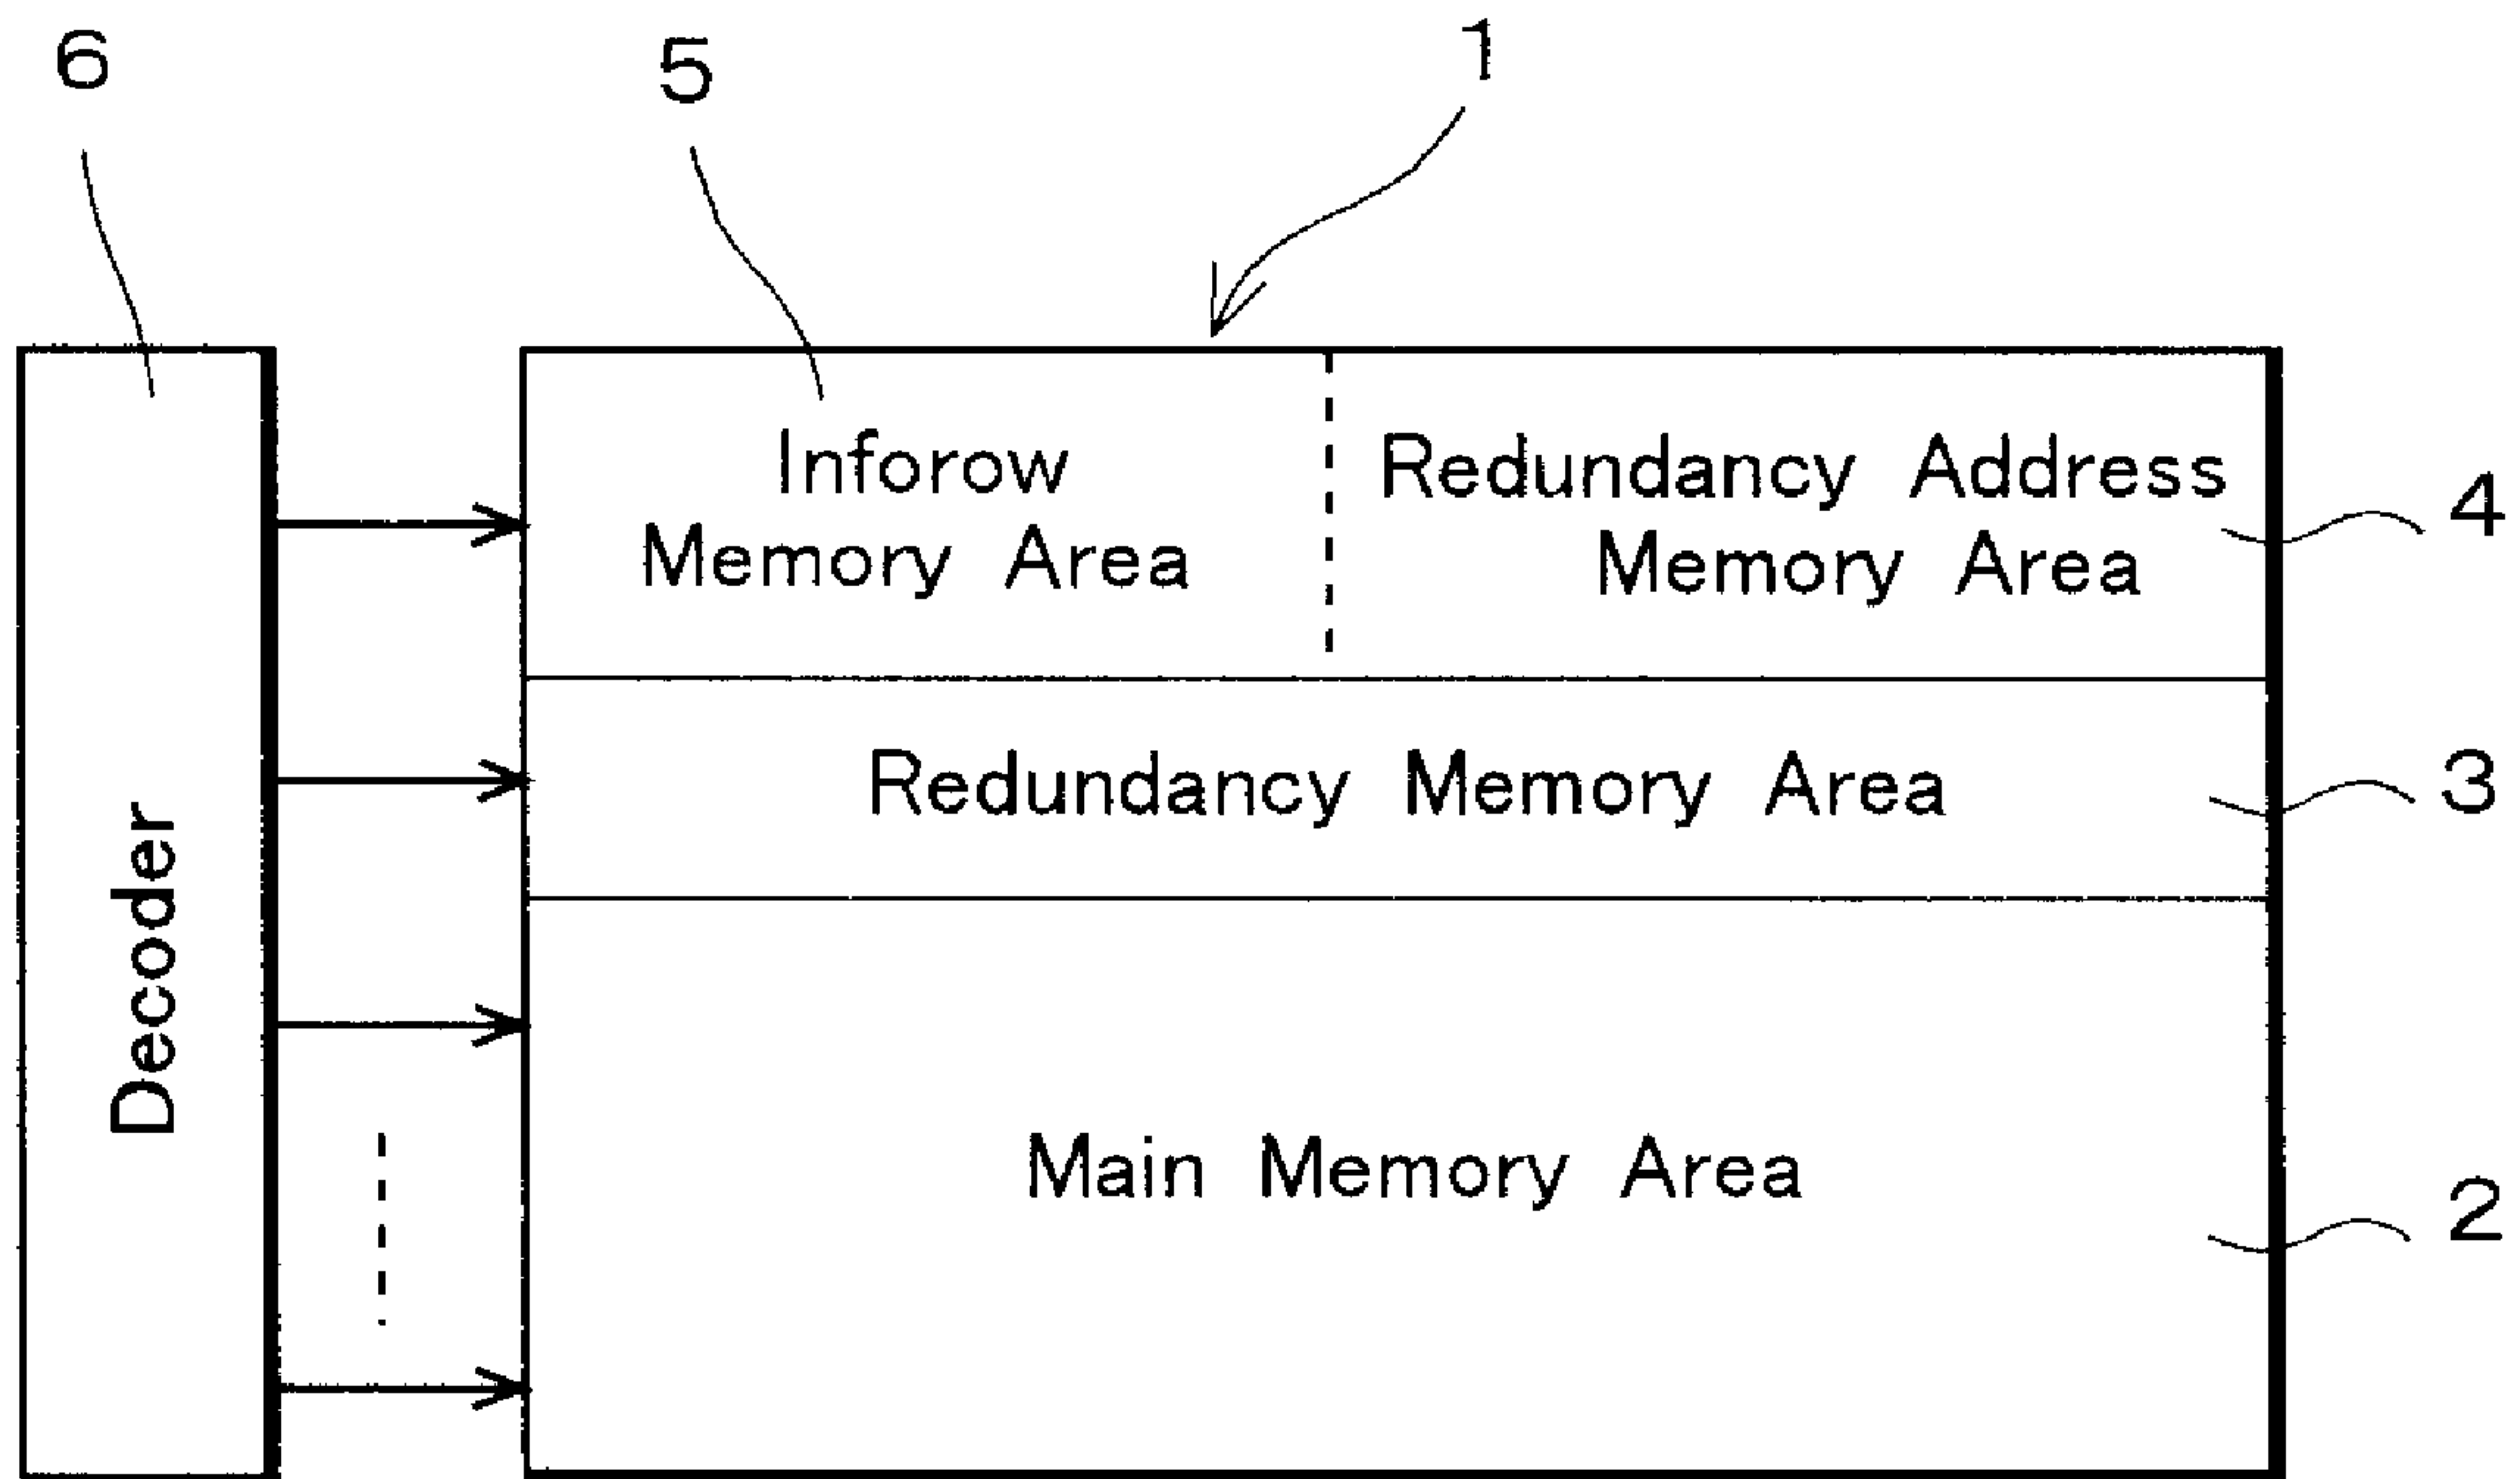 6
5
1
Inforow
Memory Area
Redundancy Address
Memory Area
4
Redundancy Memory Area
3
Decoder
Main Memory Area
2